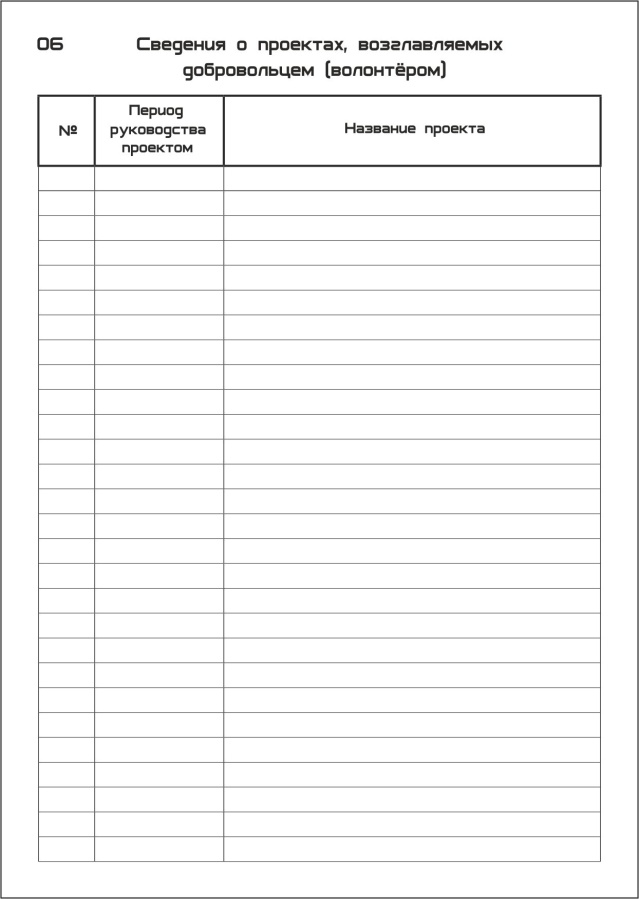 06
Сведения о проектах, возглавляемых
добровольцем (волонтёром)
№
Период
руководства
проектом
Название проекта